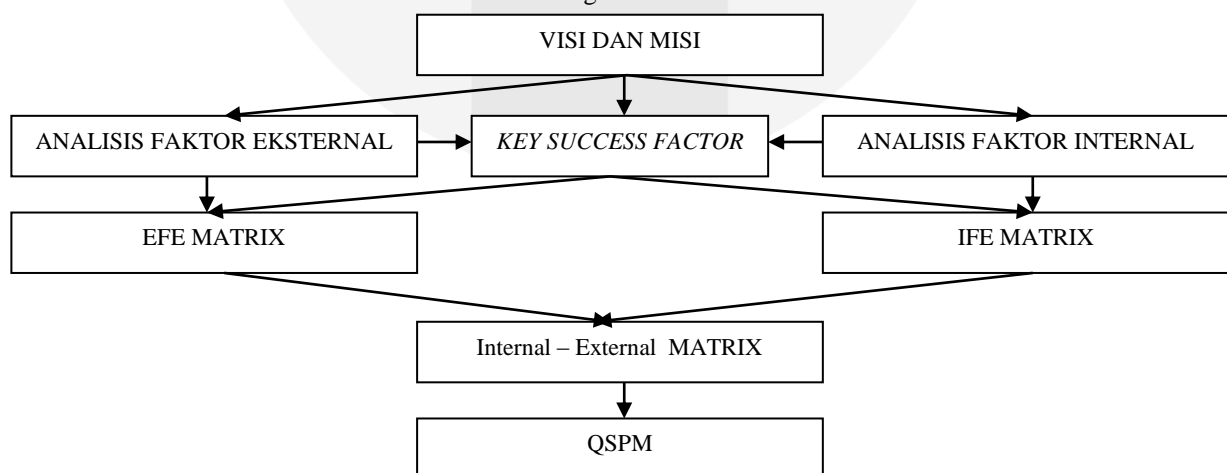 VISI DAN MISI
ANALISIS FAKTOR EKSTERNAL
KEY SUCCESS FACTOR
ANALISIS FAKTOR INTERNAL
EFE MATRIX
IFE MATRIX
Internal – External MATRIX
QSPM